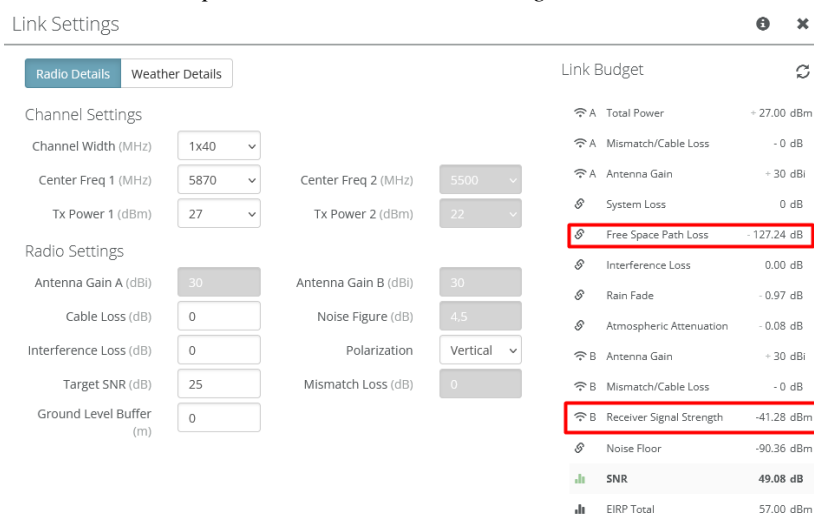 Link Settings
Radio Details Weather Details
Channel Settings
Channel Width (MHz) 1x40
Center Freq 1 (MHz) 5870 Center Freq 2 (MHz) 5500
Tx Power 1 (dBm) 27 Tx Power 2 (dBm) 22
Radio Settings
Antenna Gain A (dBi) 30 Antenna Gain B (dBi) 30
Cable Loss (dB) 0 Noise Figure (dB) 4.5
Interference Loss (dB) 0 Polarization Vertical
Target SNR (dB) 25 Mismatch Loss (dB) 0
Ground Level Buffer
(m) 0
Link Budget
A Total Power + 27.00 dBm
A Mismatch/Cable Loss - 0 dB
A Antenna Gain + 30 dBi
System Loss 0 dB
Free Space Path Loss - 127.24 dB
Interference Loss 0.00 dB
Rain Fade - 0.97 dB
Atmospheric Attenuation - 0.08 dB
B Antenna Gain + 30 dBi
B Mismatch/Cable Loss - 0 dB
B Receiver Signal Strength -41.28 dBm
Noise Floor -90.36 dBm
SNR 49.08 dB
EIRP Total 57.00 dBm